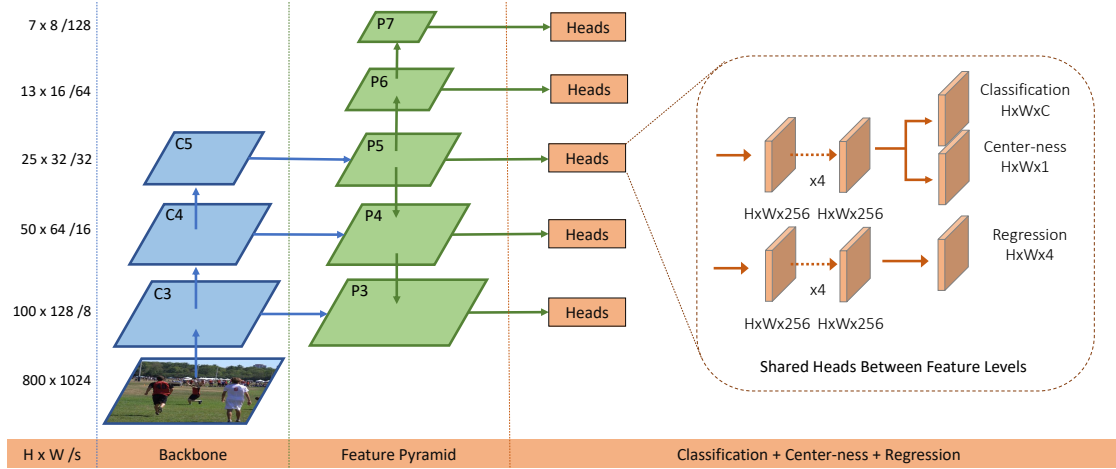 7 x 8 /128
13 x 16 /64
25 x 32 /32
50 x 64 /16
100 x 128 /8
800 x 1024
C5
C4
C3
P7
P6
P5
P4
P3
Heads
Heads
Heads
Heads
Heads
Classification
HxWxC
Center-ness
HxWx1
x4
HxWx256 HxWx256
Regression
HxWx4
x4
HxWx256 HxWx256
Shared Heads Between Feature Levels
H x W /s
Backbone
Feature Pyramid
Classification + Center-ness + Regression